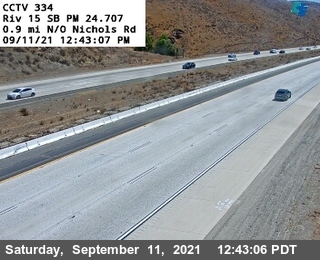 CCTV 334
Riv 15 SB PM 24.707
0.9 mi N/O Nichols Rd
09/11/21 12:43:07 PM
Saturday, September 11, 2021 12:43:06 PDT